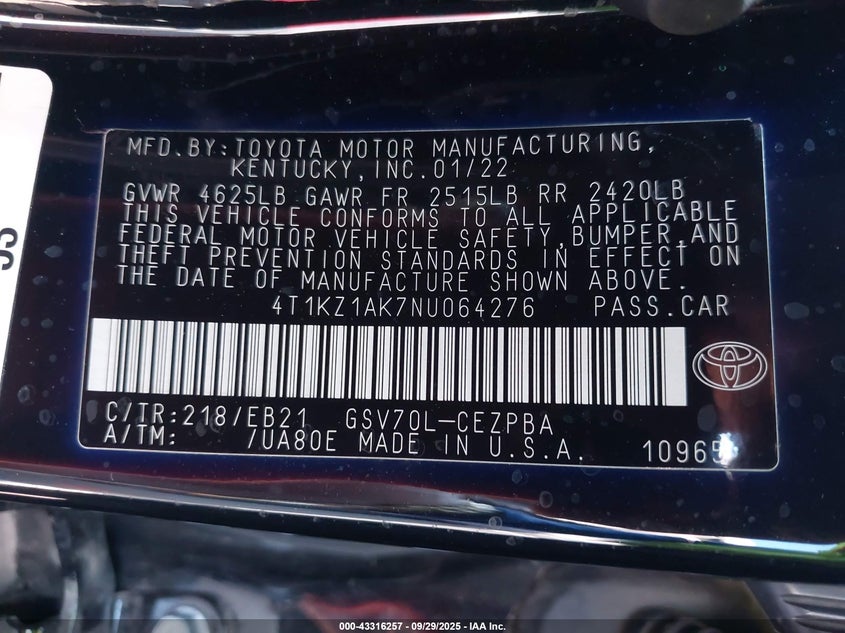 MFD.BY:TOYOTA MOTOR MANUFACTURING,
KENTUCKY,INC.01/22
GVWR 4625LB GAWR FR 2515LB RR 2420LB
THIS VEHICLE CONFORMS TO ALL APPLICABLE
FEDERAL MOTOR VEHICLE SAFETY,BUMPER,AND
THEFT PREVENTION STANDARDS IN EFFECT ON
THE DATE OF MANUFACTURE SHOWN ABOVE.
4T1KZ1AK7NU064276 PASS.CAR
C/TR:218/EB21 GSV70L-CEZPBA
A/TM: /UA80E MADE IN U.S.A. 10965
000-43316257 - 09/29/2025 - IAA Inc.